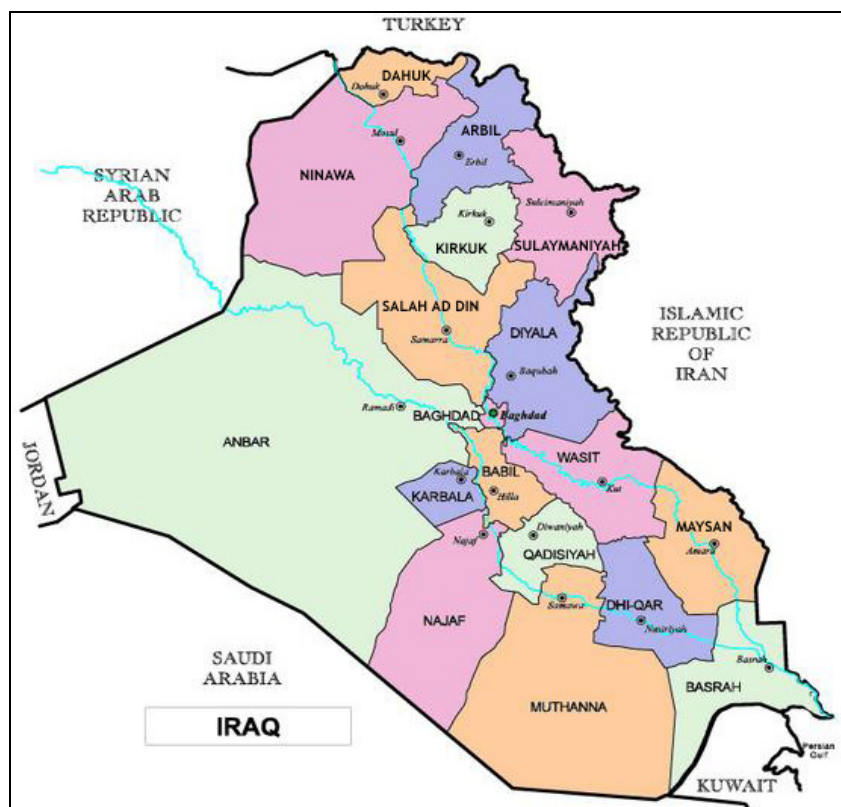 TURKEY
DAHUK
Dohuk
Mosul
ARBIL
Erbil
NINAWA
SYRIAN
ARAB
REPUBLIC
Suleimaniyah
Kirkuk
KIRKUK
SULAYMANIYAH
SALAH AD DIN
Samarra
DIYALA
ISLAMIC
REPUBLIC
OF
IRAN
Baqubah
Ramadi
BAGHDAD
Baghdad
ANBAR
JORDAN
WASIT
BABIL
Karbala
KARBALA
Hilla
Kut
MAYSAN
Amara
Najaf
Diwaniyah
QADISIYAH
Samawa
DHI-QAR
Nasiriyah
NAJAF
SAUDI
ARABIA
Basrah
BASRAH
MUTHANNA
IRAQ
Persian
Gulf
KUWAIT